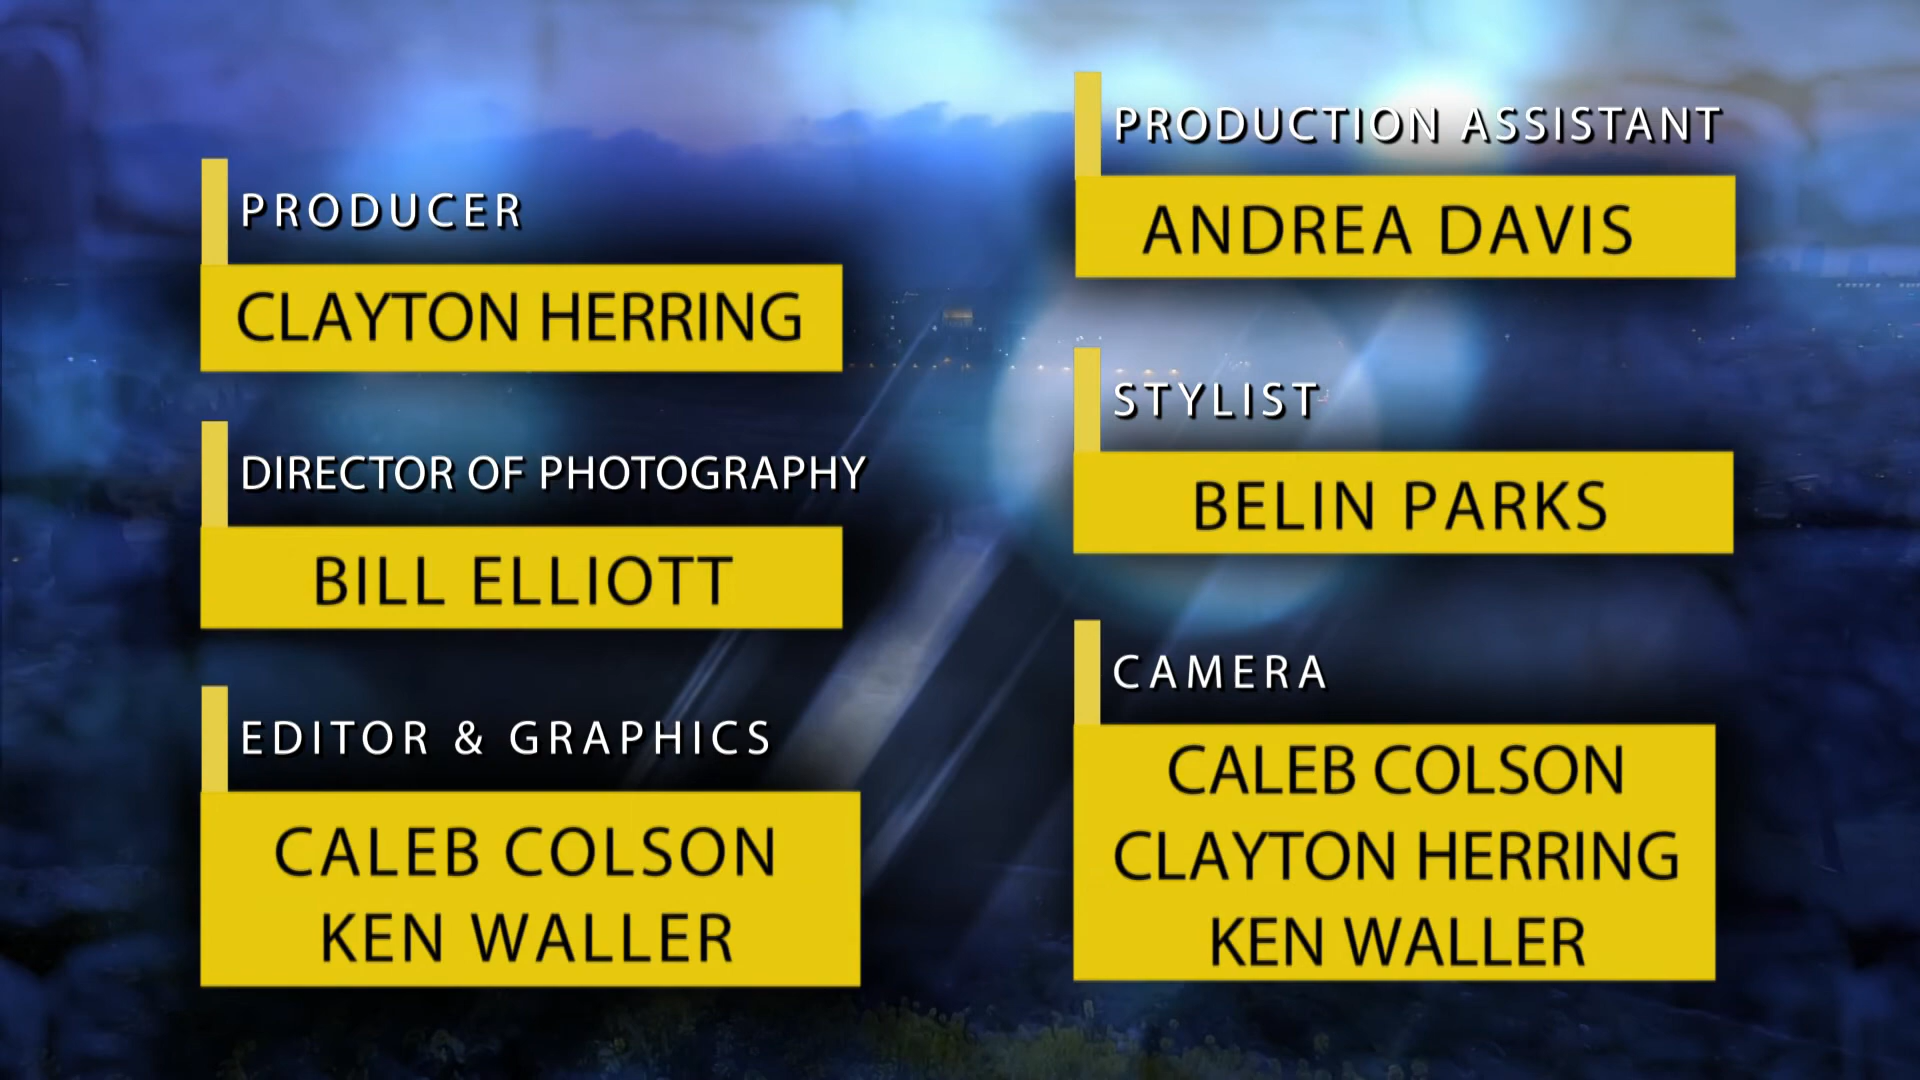 PRODUCER
CLAYTON HERRING
DIRECTOR OF PHOTOGRAPHY
BILL ELLIOTT
EDITOR & GRAPHICS
CALEB COLSON
KEN WALLER
PRODUCTION ASSISTANT
ANDREA DAVIS
STYLIST
BELIN PARKS
CAMERA
CALEB COLSON
CLAYTON HERRING
KEN WALLER